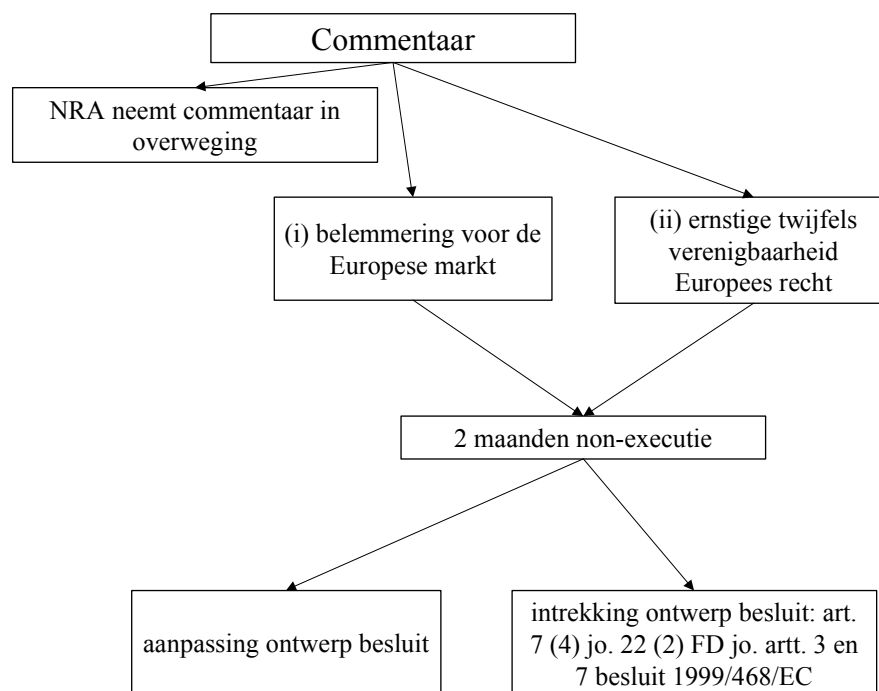 Commentaar
NRA neemt commentaar in
overweging
(i) belemmering voor de
Europese markt
(ii) ernstige twijfels
verenigbaarheid
Europees recht
2 maanden non-executie
aanpassing ontwerp besluit
intrekking ontwerp besluit: art.
7 (4) jo. 22 (2) FD jo. artt. 3 en
7 besluit 1999/468/EC